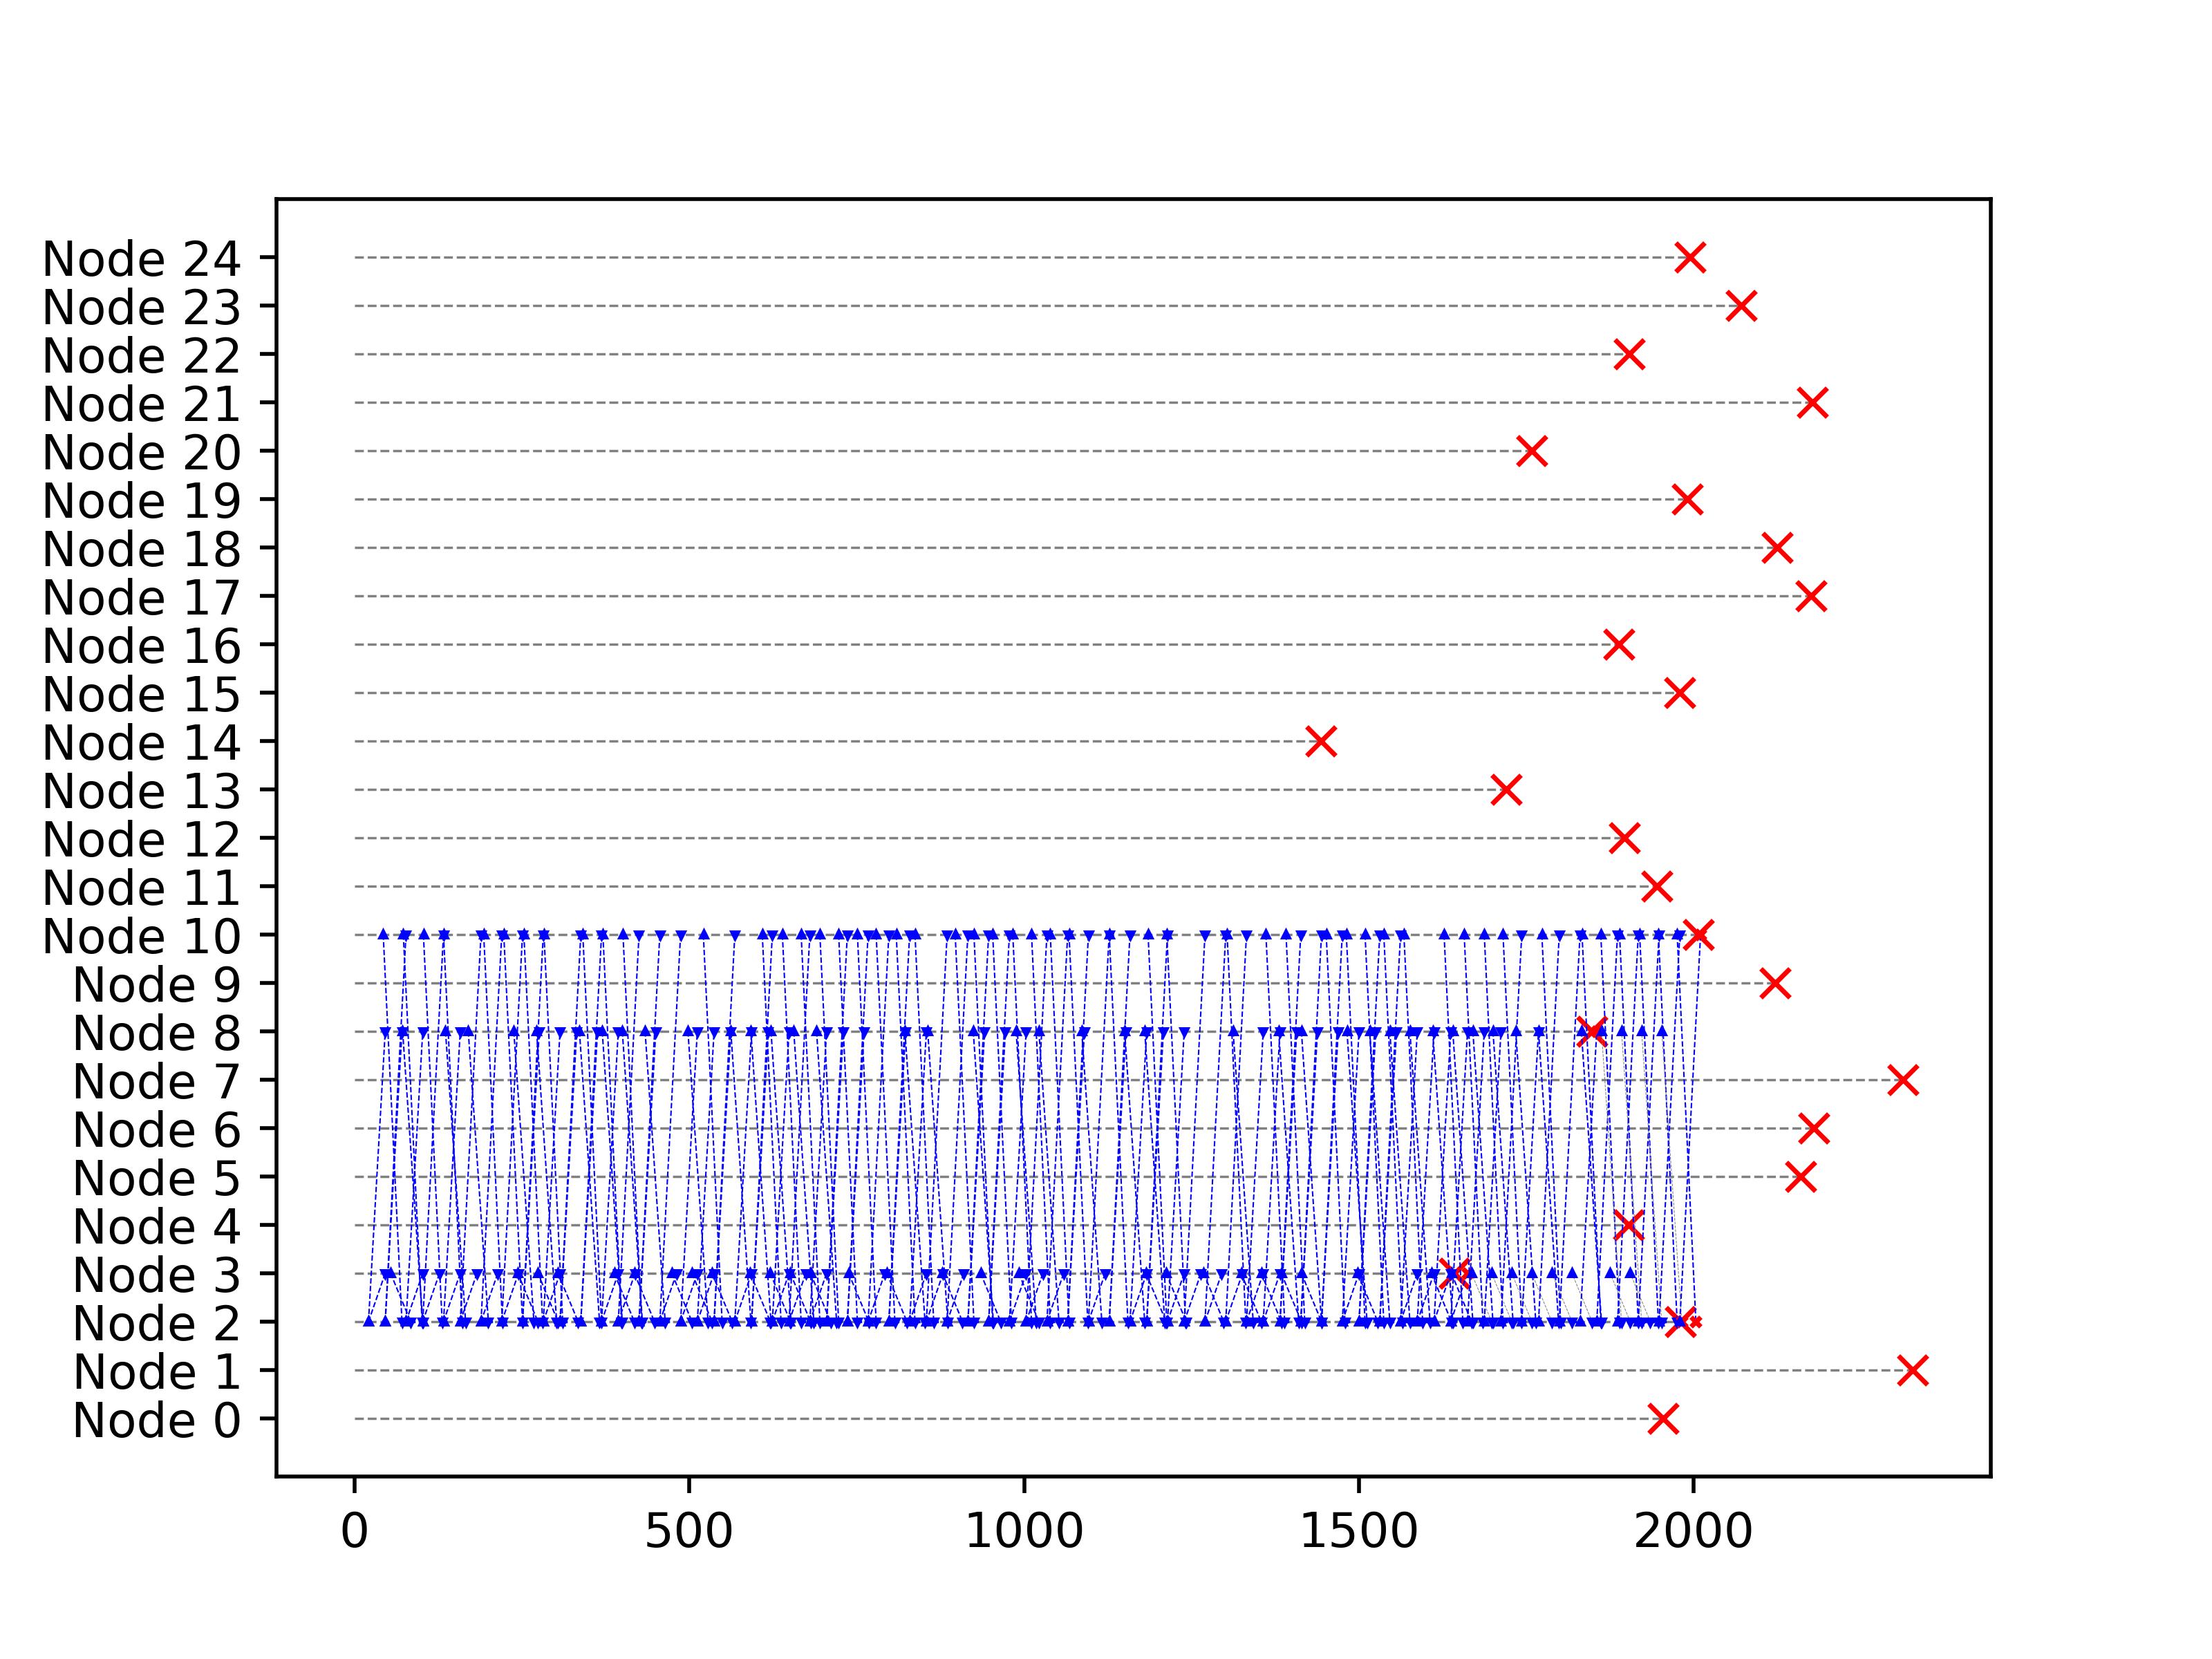 Node 24
Node 23
Node 22
Node 21
Node 20
Node 19
Node 18
Node 17
Node 16
Node 15
Node 14
Node 13
Node 12
Node 11
Node 10
Node 9
Node 8
Node 7
Node 6
Node 5
Node 4
Node 3
Node 2
Node 1
Node 0
0 500 1000 1500 2000